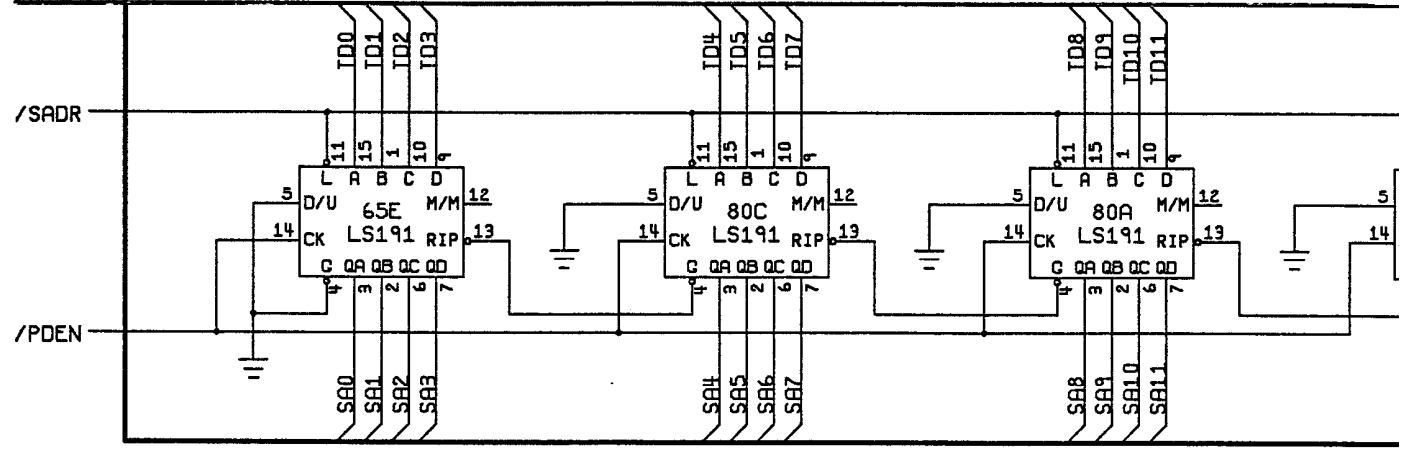 TD0 TD1 TD2 TD3 TD4 TD5 TD6 TD7 TD8 TD9 TD10 TD11
/SADR
11 15 1 10 9 11 15 1 10 9 11 15 1 10 9
L A B C D L A B C D L A B C D
5 D/U M/M 12 5 D/U M/M 12 5 D/U M/M 12 5
65E 80C 80A
14 CK LS191 RIP 13 14 CK LS191 RIP 13 14 CK LS191 RIP 13 14
G QA QB QC QD G QA QB QC QD G QA QB QC QD
4 3 2 6 7 4 3 2 6 7 4 3 2 6 7
/PDEN
SA0 SA1 SA2 SA3 SA4 SA5 SA6 SA7 SA8 SA9 SA10 SA11